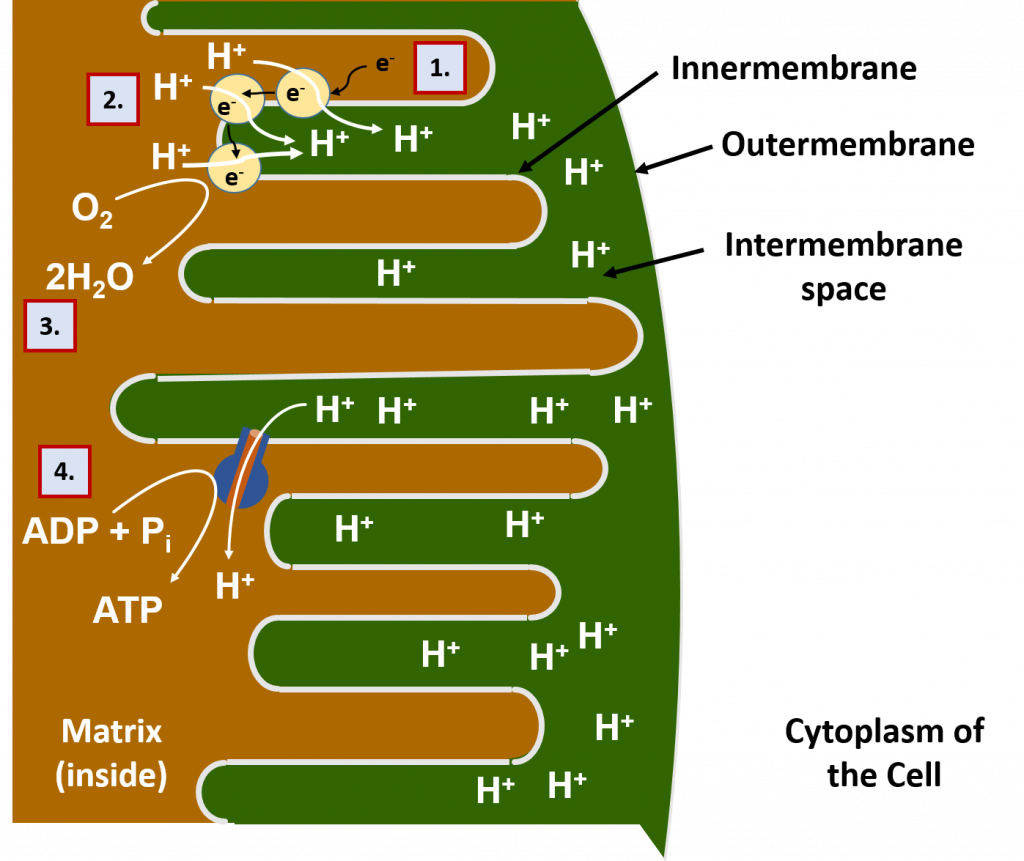 H⁺
e⁻
1.
Innermembrane
H⁺
2.
e⁻
e⁻
H⁺
H⁺
H⁺
Outermembrane
H⁺
e⁻
H⁺
O₂
H⁺
Intermembrane
space
2H₂O
H⁺
3.
H⁺
H⁺
H⁺
H⁺
4.
ADP + Pᵢ
H⁺
H⁺
H⁺
ATP
H⁺
H⁺
H⁺
Matrix
(inside)
H⁺
Cytoplasm of
the Cell
H⁺
H⁺